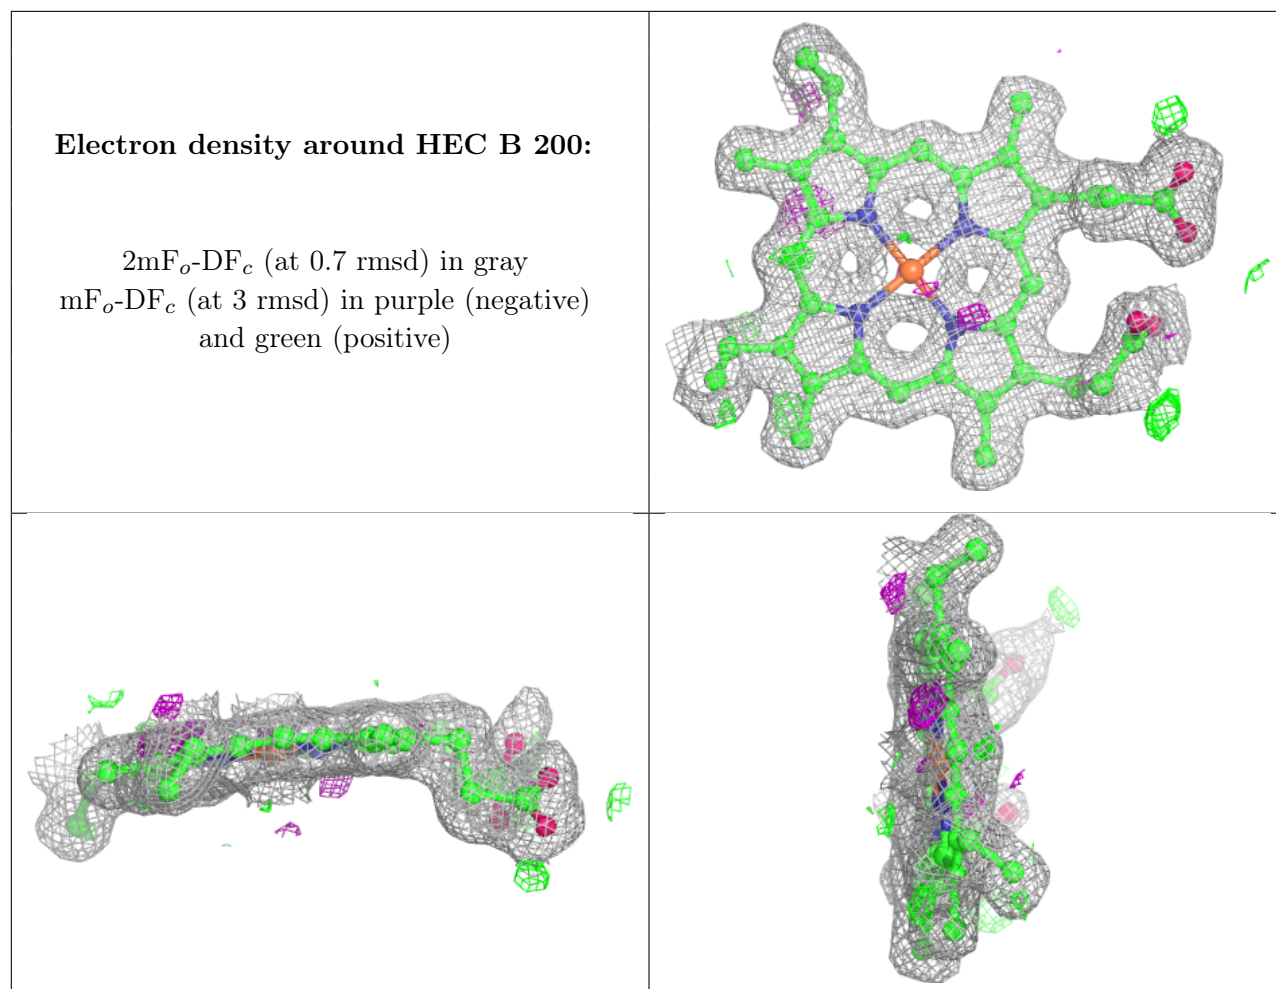 Electron density around HEC B 200:
2mFo-DFc (at 0.7 rmsd) in gray
mFo-DFc (at 3 rmsd) in purple (negative)
and green (positive)